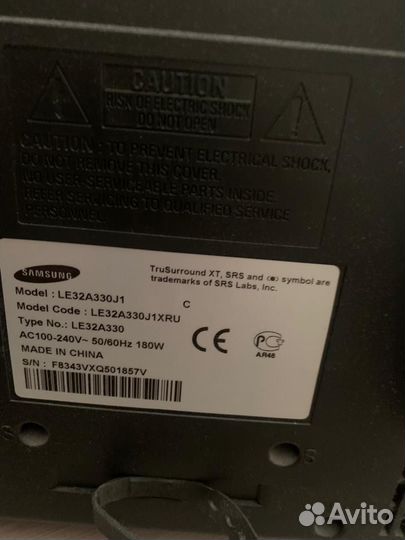 CAUTION
RISK OF ELECTRIC SHOCK
DO NOT OPEN
CAUTION : TO PREVENT ELECTRICAL SHOCK,
DO NOT REMOVE THIS COVER.
NO USER SERVICEABLE PARTS INSIDE.
REFER SERVICING TO QUALIFIED SERVICE
PERSONNEL.
SAMSUNG
TruSurround XT, SRS and symbol are
trademarks of SRS Labs, Inc.
Model : LE32A330J1 C
Model Code : LE32A330J1XRU
Type No.: LE32A330
AC100-240V~ 50/60Hz 180W
MADE IN CHINA
S/N : F8343VXQ501857V
CE
АЯ46
S
S
Avito